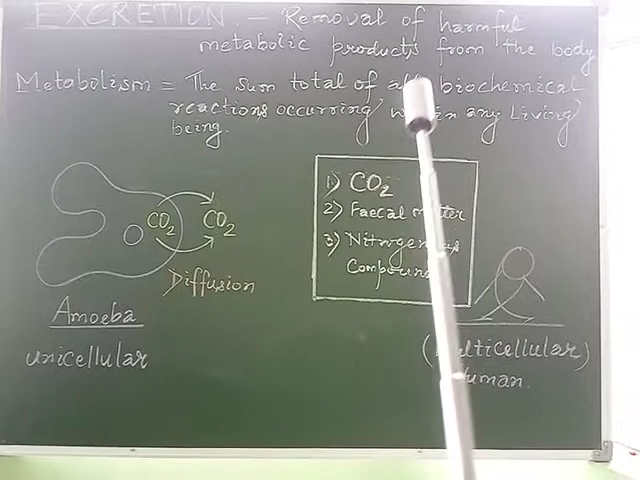 EXCRETION. – Removal of harmful
metabolic products from the body
Metabolism = The sum total of all biochemical
reactions occurring within any Living
being.
CO2 CO2
Diffusion
Amoeba
unicellular
1) CO2
2) Faecal matter
3) Nitrogenous
Compound
(Multicellular)
Human.